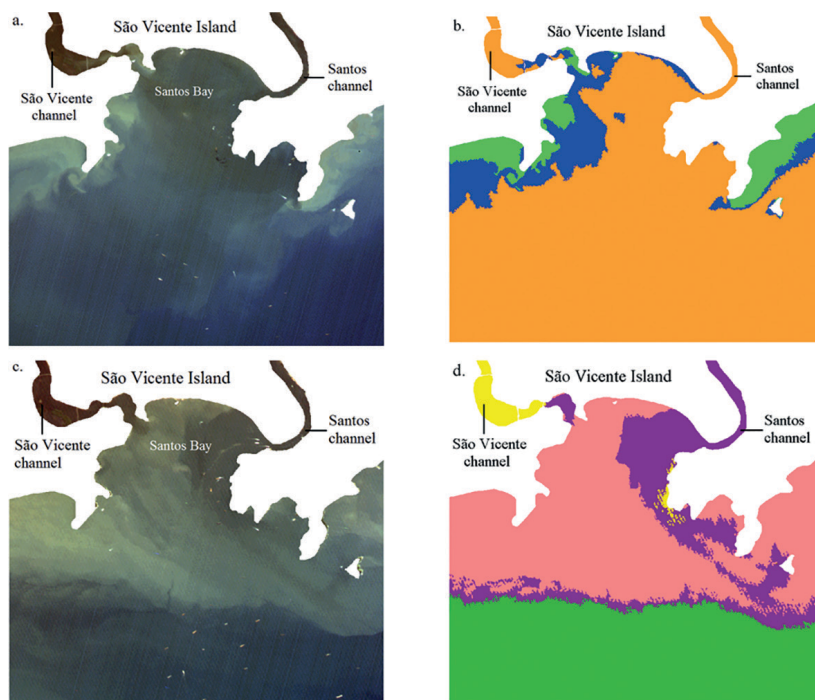 a.
São Vicente Island
Santos Bay
São Vicente
channel
Santos
channel
b.
São Vicente Island
São Vicente
channel
Santos
channel
c.
São Vicente Island
Santos Bay
São Vicente
channel
Santos
channel
d.
São Vicente Island
São Vicente
channel
Santos
channel